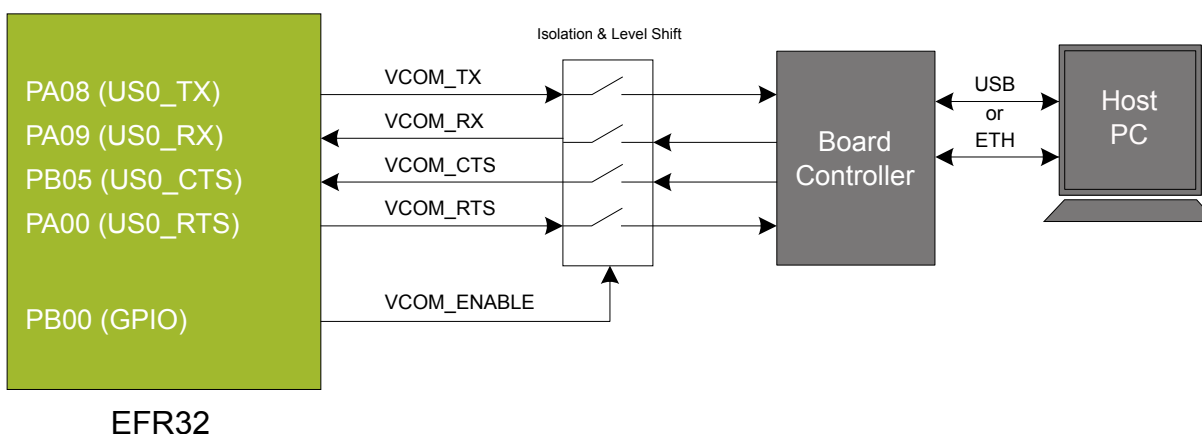 Isolation & Level Shift
PA08 (US0_TX)
PA09 (US0_RX)
PB05 (US0_CTS)
PA00 (US0_RTS)
PB00 (GPIO)
EFR32
VCOM_TX
VCOM_RX
VCOM_CTS
VCOM_RTS
VCOM_ENABLE
Board
Controller
USB
or
ETH
Host
PC